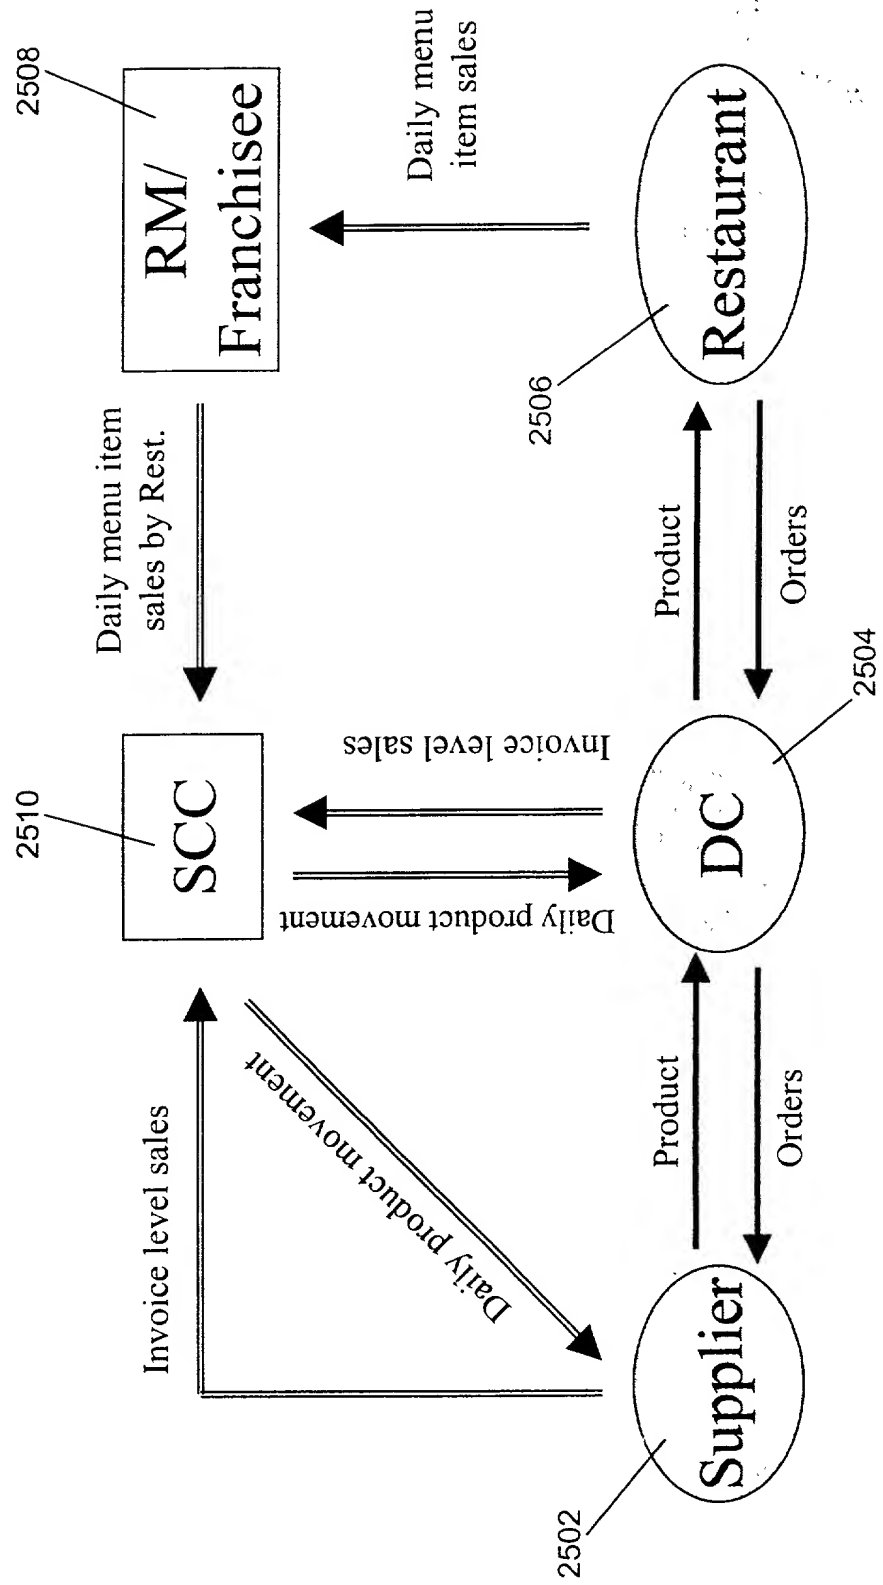 2510
SCC
Daily menu item
sales by Rest.
2508
RM/
Franchisee
Invoice level sales
Daily product movement
Daily product movement
Invoice level sales
Daily menu
item sales
2502
Supplier
Product
Orders
DC
2504
Product
Orders
2506
Restaurant